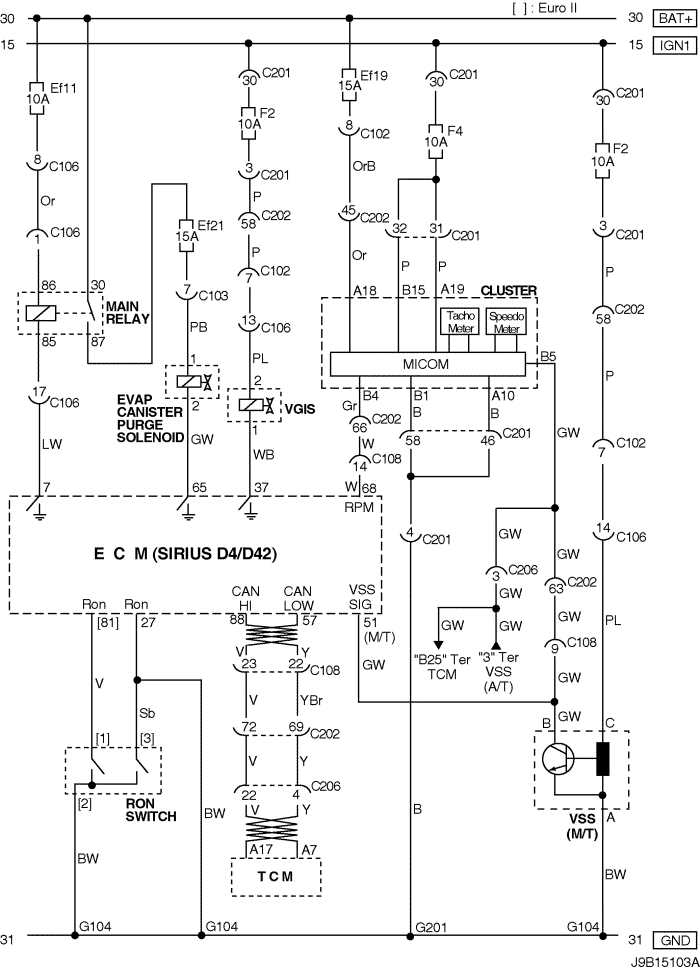 [ ] : Euro II
30
30 BAT+
15
15 IGN1
Ef11
10A
C201
30
Ef19
15A
C201
30
C201
30
F2
10A
F4
10A
F2
10A
8
C106
3
C201
8
C102
Or
P
OrB
C106
1
Ef21
15A
58
C202
45
C202
32
31
C201
3
C201
P
Or
P
P
P
86
30
MAIN
RELAY
85
87
7
C103
7
C102
A18
B15
A19
CLUSTER
Tacho
Meter
Speedo
Meter
MICOM
B5
58
C202
PB
13
C106
PL
P
17
C106
1
2
EVAP
CANISTER
PURGE
SOLENOID
2
1
VGIS
B4
B1
A10
Gr
B
B
66
C202
58
46
C201
GW
7
C102
LW
GW
WB
W
C108
14
W
7
65
37
68
RPM
E C M (SIRIUS D4/D42)
4
C201
GW
GW
14
C106
3
C206
63
C202
GW
GW
CAN
HI
CAN
LOW
VSS
SIG
Ron
Ron
[81]
27
88
57
51
(M/T)
GW
GW
PL
"B25" Ter
TCM
"3" Ter
VSS
(A/T)
9
C108
V
Y
23
22
C108
GW
GW
V
Sb
V
YBr
72
69
C202
B
GW
C
[1]
[3]
V
Y
[2]
RON
SWITCH
C206
22
4
V
Y
BW
B
VSS
(M/T)
A
A17
A7
T C M
BW
BW
31
G104
G104
G201
G104
31 GND
J9B15103A